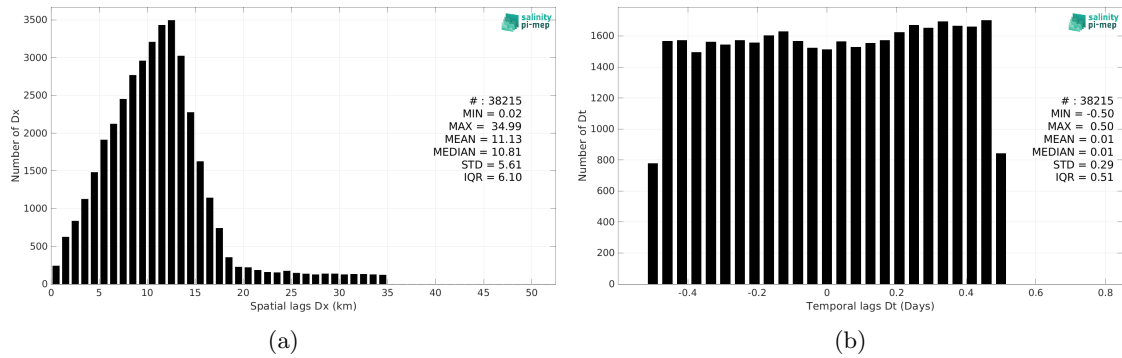 3500
3000
2500
2000
1500
1000
500
0
Number of Dx
0 5 10 15 20 25 30 35 40 45 50
Spatial lags Dx (km)
salinity
pi-mep
# : 38215
MIN = 0.02
MAX = 34.99
MEAN = 11.13
MEDIAN = 10.81
STD = 5.61
IQR = 6.10
(a)
1600
1400
1200
1000
800
600
400
200
0
Number of Dt
-0.4 -0.2 0 0.2 0.4 0.6 0.8
Temporal lags Dt (Days)
salinity
pi-mep
# : 38215
MIN = -0.50
MAX = 0.50
MEAN = 0.01
MEDIAN = 0.01
STD = 0.29
IQR = 0.51
(b)